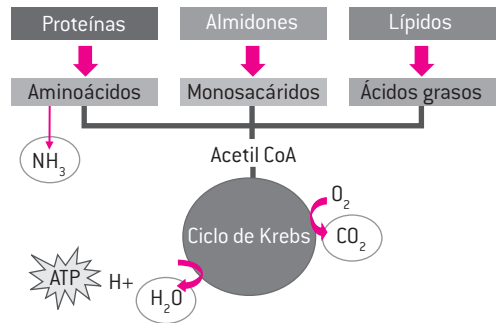 Proteínas Almidones Lípidos
Aminoácidos Monosacáridos Ácidos grasos
NH3
Acetil CoA
O2
Ciclo de Krebs
CO2
ATP H+
H2O